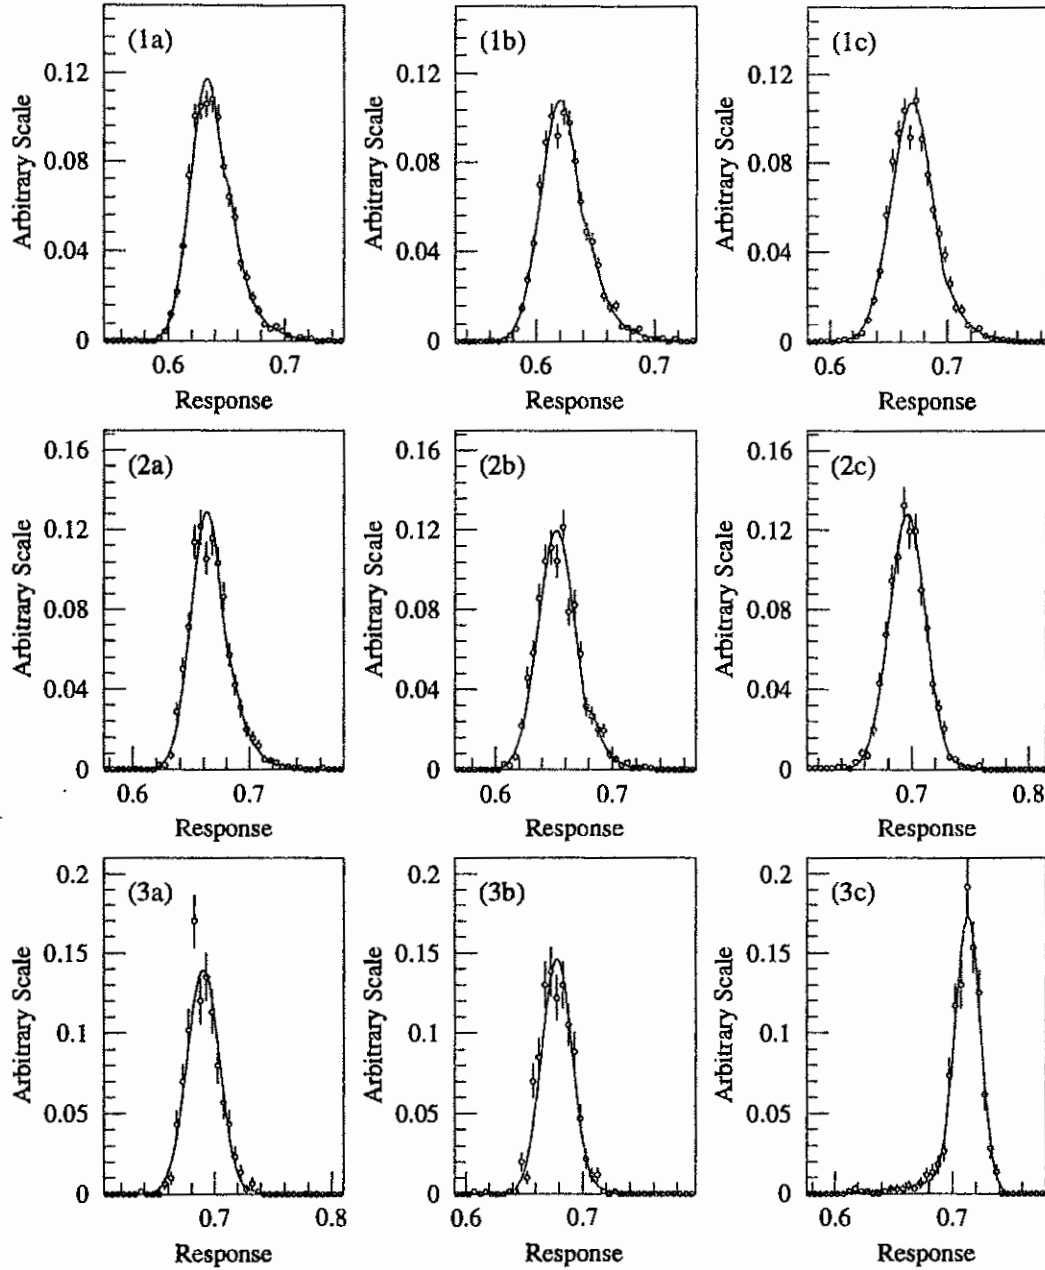 (1a)
0.12
0.08
0.04
0
0.6
0.7
Arbitrary Scale
Response
(1b)
0.12
0.08
0.04
0
0.6
0.7
Arbitrary Scale
Response
(1c)
0.12
0.08
0.04
0
0.6
0.7
Arbitrary Scale
Response
(2a)
0.16
0.12
0.08
0.04
0
0.6
0.7
Arbitrary Scale
Response
(2b)
0.16
0.12
0.08
0.04
0
0.6
0.7
Arbitrary Scale
Response
(2c)
0.16
0.12
0.08
0.04
0
0.7
0.8
Arbitrary Scale
Response
(3a)
0.2
0.15
0.1
0.05
0
0.7
0.8
Arbitrary Scale
Response
(3b)
0.2
0.15
0.1
0.05
0
0.6
0.7
Arbitrary Scale
Response
(3c)
0.2
0.15
0.1
0.05
0
0.6
0.7
Arbitrary Scale
Response